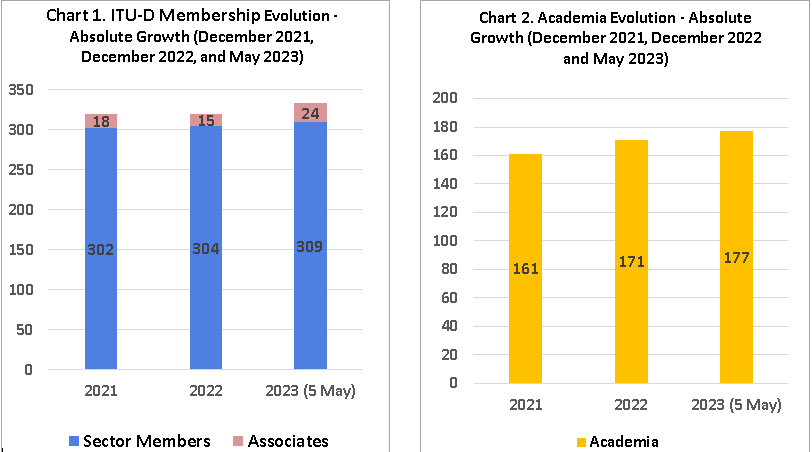 Chart 1. ITU-D Membership Evolution -
Absolute Growth (December 2021,
December 2022, and May 2023)
350
300
250
200
150
100
50
0
18
15
24
302
304
309
2021
2022
2023 (5 May)
Sector Members
Associates
Chart 2. Academia Evolution - Absolute
Growth (December 2021, December 2022
and May 2023)
200
180
160
140
120
100
80
60
40
20
0
161
171
177
2021
2022
2023 (5 May)
Academia